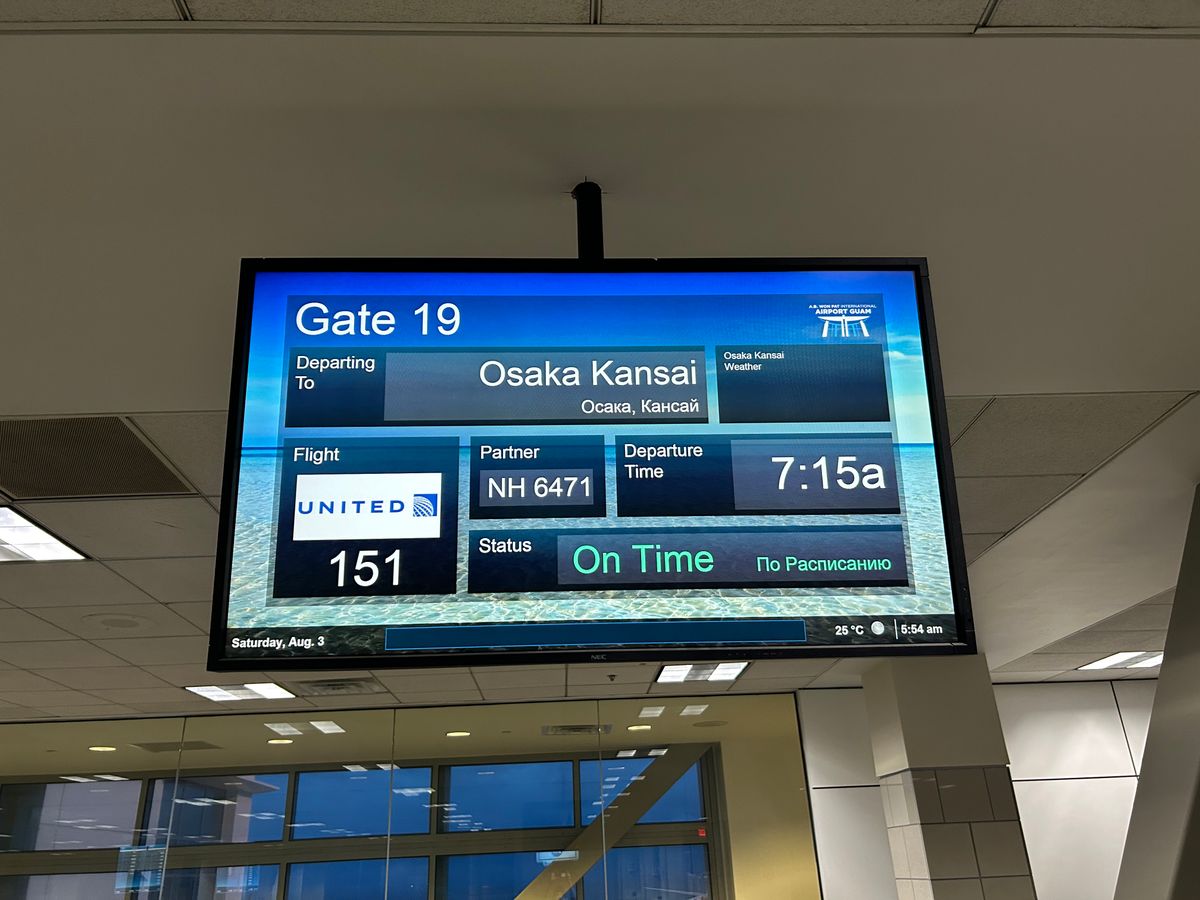 Gate 19
A.B. WON PAT INTERNATIONAL
AIRPORT GUAM
Departing
To
Osaka Kansai
Осака, Кансай
Osaka Kansai
Weather
Flight
UNITED
151
Partner
NH 6471
Departure
Time
7:15a
Status
On Time
По Расписанию
Saturday, Aug. 3
25 °C
5:54 am
NEC